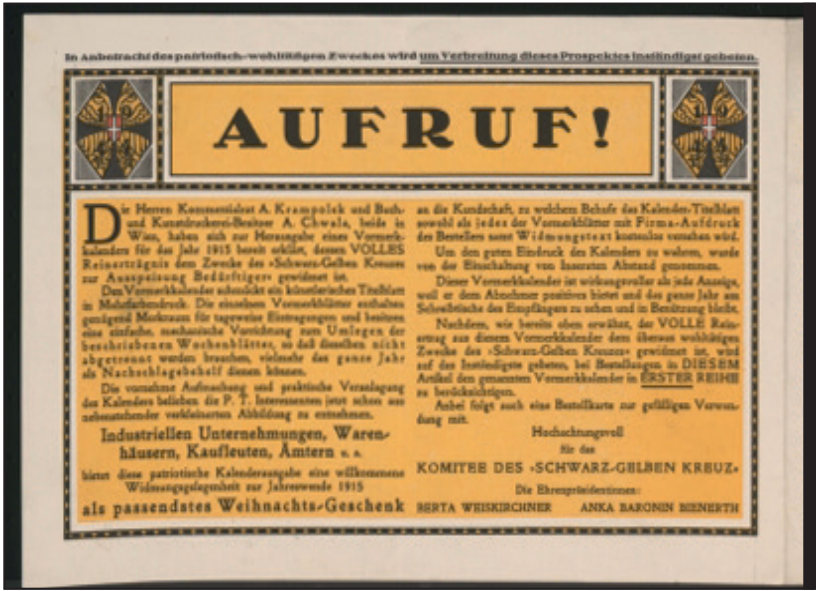 In Anbetracht des patriotisch-wohltätigen Zweckes wird um Verbreitung dieses Prospektes inständigst gebeten.
AUFRUF!
Die Herren Kommerzialrat A. Krampolek und Buch-
und Kunstdruckerei-Besitzer A. Chwala, beide in
Wien, haben sich zur Herausgabe eines Vormerk-
kalenders für das Jahr 1915 bereit erklärt, dessen VOLLES
Reinerträgnis dem Zwecke des »Schwarz-Gelben Kreuzes
zur Ausspeisung Bedürftiger« gewidmet ist.
Den Vormerkkalender schmückt ein künstlerisches Titelblatt
in Mehrfarbendruck. Die einzelnen Vormerkblätter enthalten
genügend Merkraum für tageweise Eintragungen und besitzen
eine einfache, mechanische Vorrichtung zum Umlegen der
beschriebenen Wochenblätter, so daß dieselben nicht
abgetrennt werden brauchen, vielmehr das ganze Jahr
als Nachschlagebehelf dienen können.
Die vornehme Aufmachung und praktische Veranlagung
des Kalenders belieben die P. T. Interessenten jetzt schon aus
nebenstehender verkleinerten Abbildung zu entnehmen.
Industriellen Unternehmungen, Waren-
häusern, Kaufleuten, Ämtern u. a.
bietet diese patriotische Kalenderausgabe eine willkommene
Widmungsgelegenheit zur Jahreswende 1915
als passendstes Weihnachts-Geschenk
an die Kundschaft, zu welchem Behufe das Kalender-Titelblatt
sowohl als jedes der Vormerkblätter mit Firma-Aufdruck
des Bestellers samt Widmungstext kostenlos versehen wird.
Um den guten Eindruck des Kalenders zu wahren, wurde
von der Einschaltung von Inseraten Abstand genommen.
Dieser Vormerkkalender ist wirkungsvoller als jede Anzeige,
weil er dem Abnehmer positives bietet und das ganze Jahr am
Schreibtische des Empfängers zu sehen und in Benützung bleibt.
Nachdem, wie bereits oben erwähnt, der VOLLE Rein-
ertrag aus diesem Vormerkkalender dem überaus wohltätigen
Zwecke des »Schwarz-Gelben Kreuzes« gewidmet ist, wird
auf das Inständigste gebeten, bei Bestellungen in DIESEM
Artikel den genannten Vormerkkalender in ERSTER REIHE
zu berücksichtigen.
Anbei folgt auch eine Bestellkarte zur gefälligen Verwen-
dung mit.
Hochachtungsvoll
für das
KOMITEE DES »SCHWARZ-GELBEN KREUZ«
Die Ehrenpräsidentinnen:
BERTA WEISKIRCHNER ANKA BARONIN BIENERTH